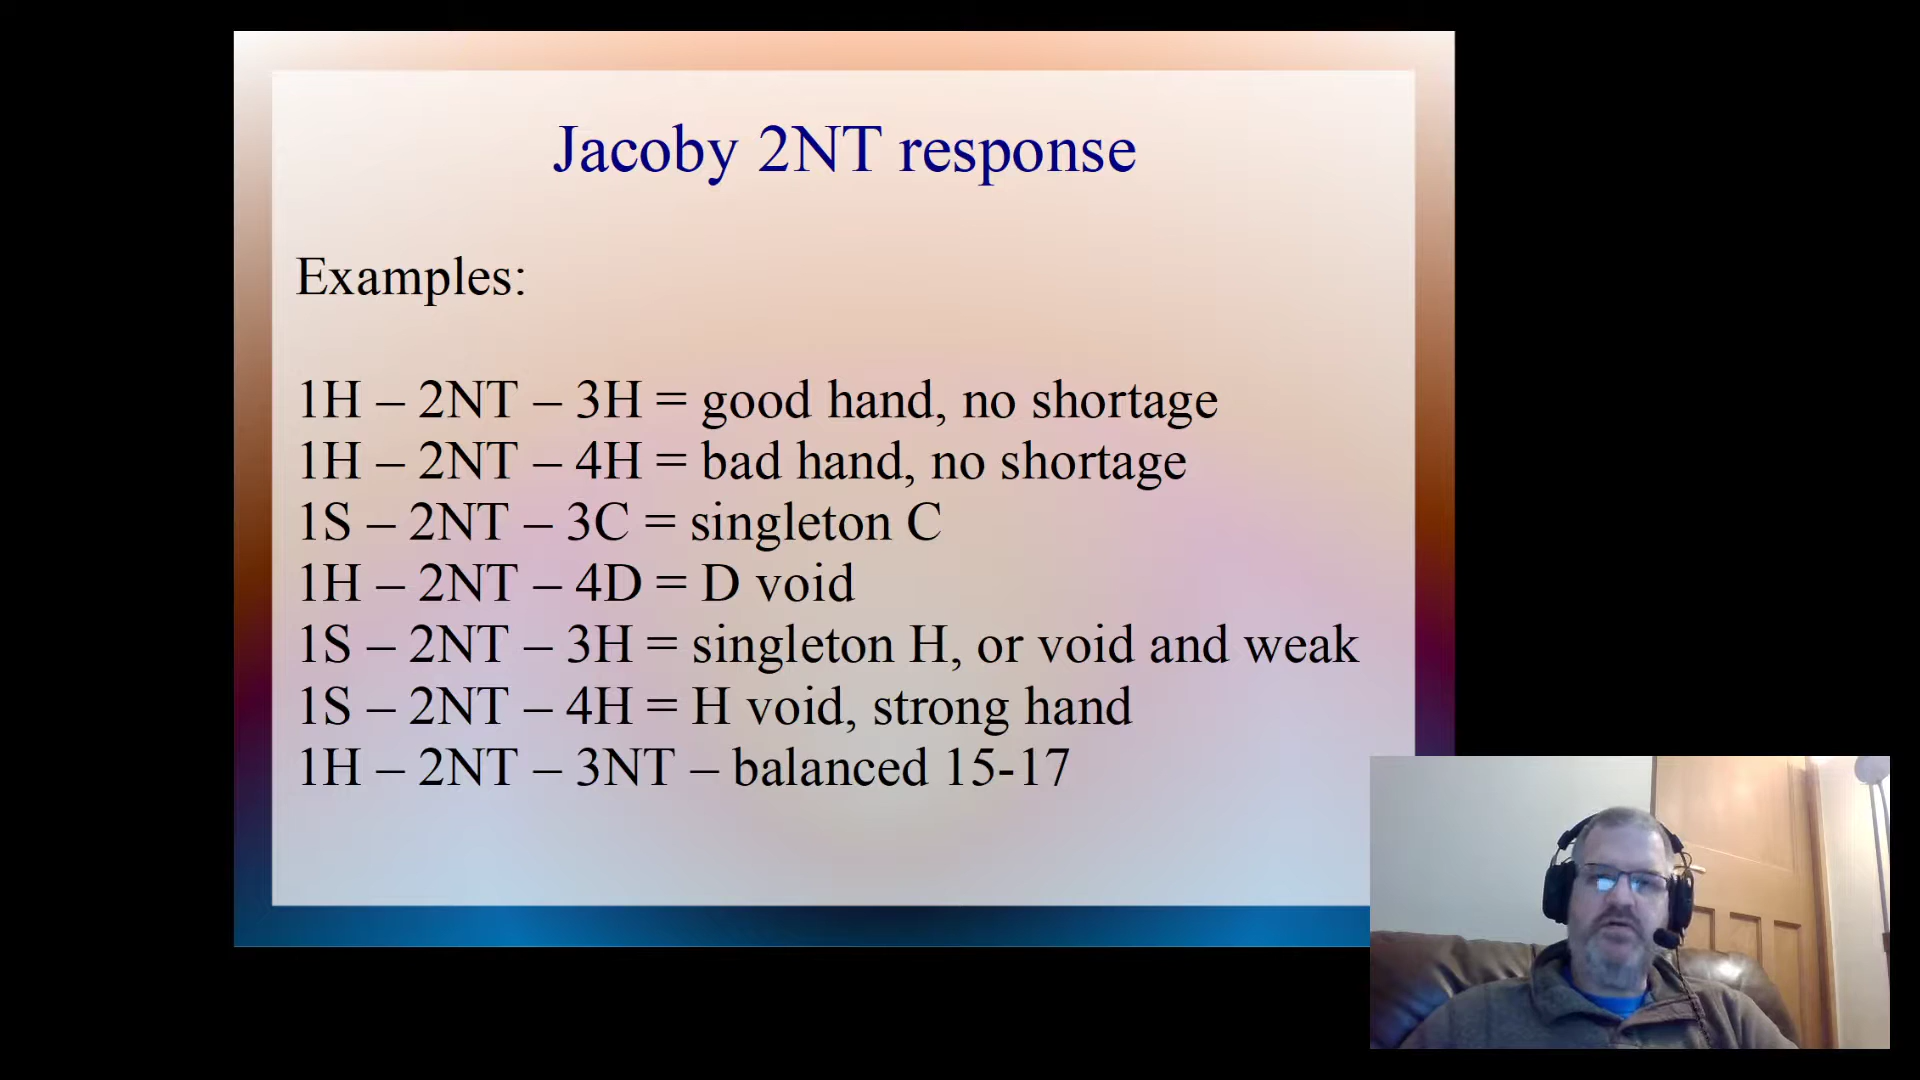 Jacoby 2NT response
Examples:
1H – 2NT – 3H = good hand, no shortage
1H – 2NT – 4H = bad hand, no shortage
1S – 2NT – 3C = singleton C
1H – 2NT – 4D = D void
1S – 2NT – 3H = singleton H, or void and weak
1S – 2NT – 4H = H void, strong hand
1H – 2NT – 3NT – balanced 15-17